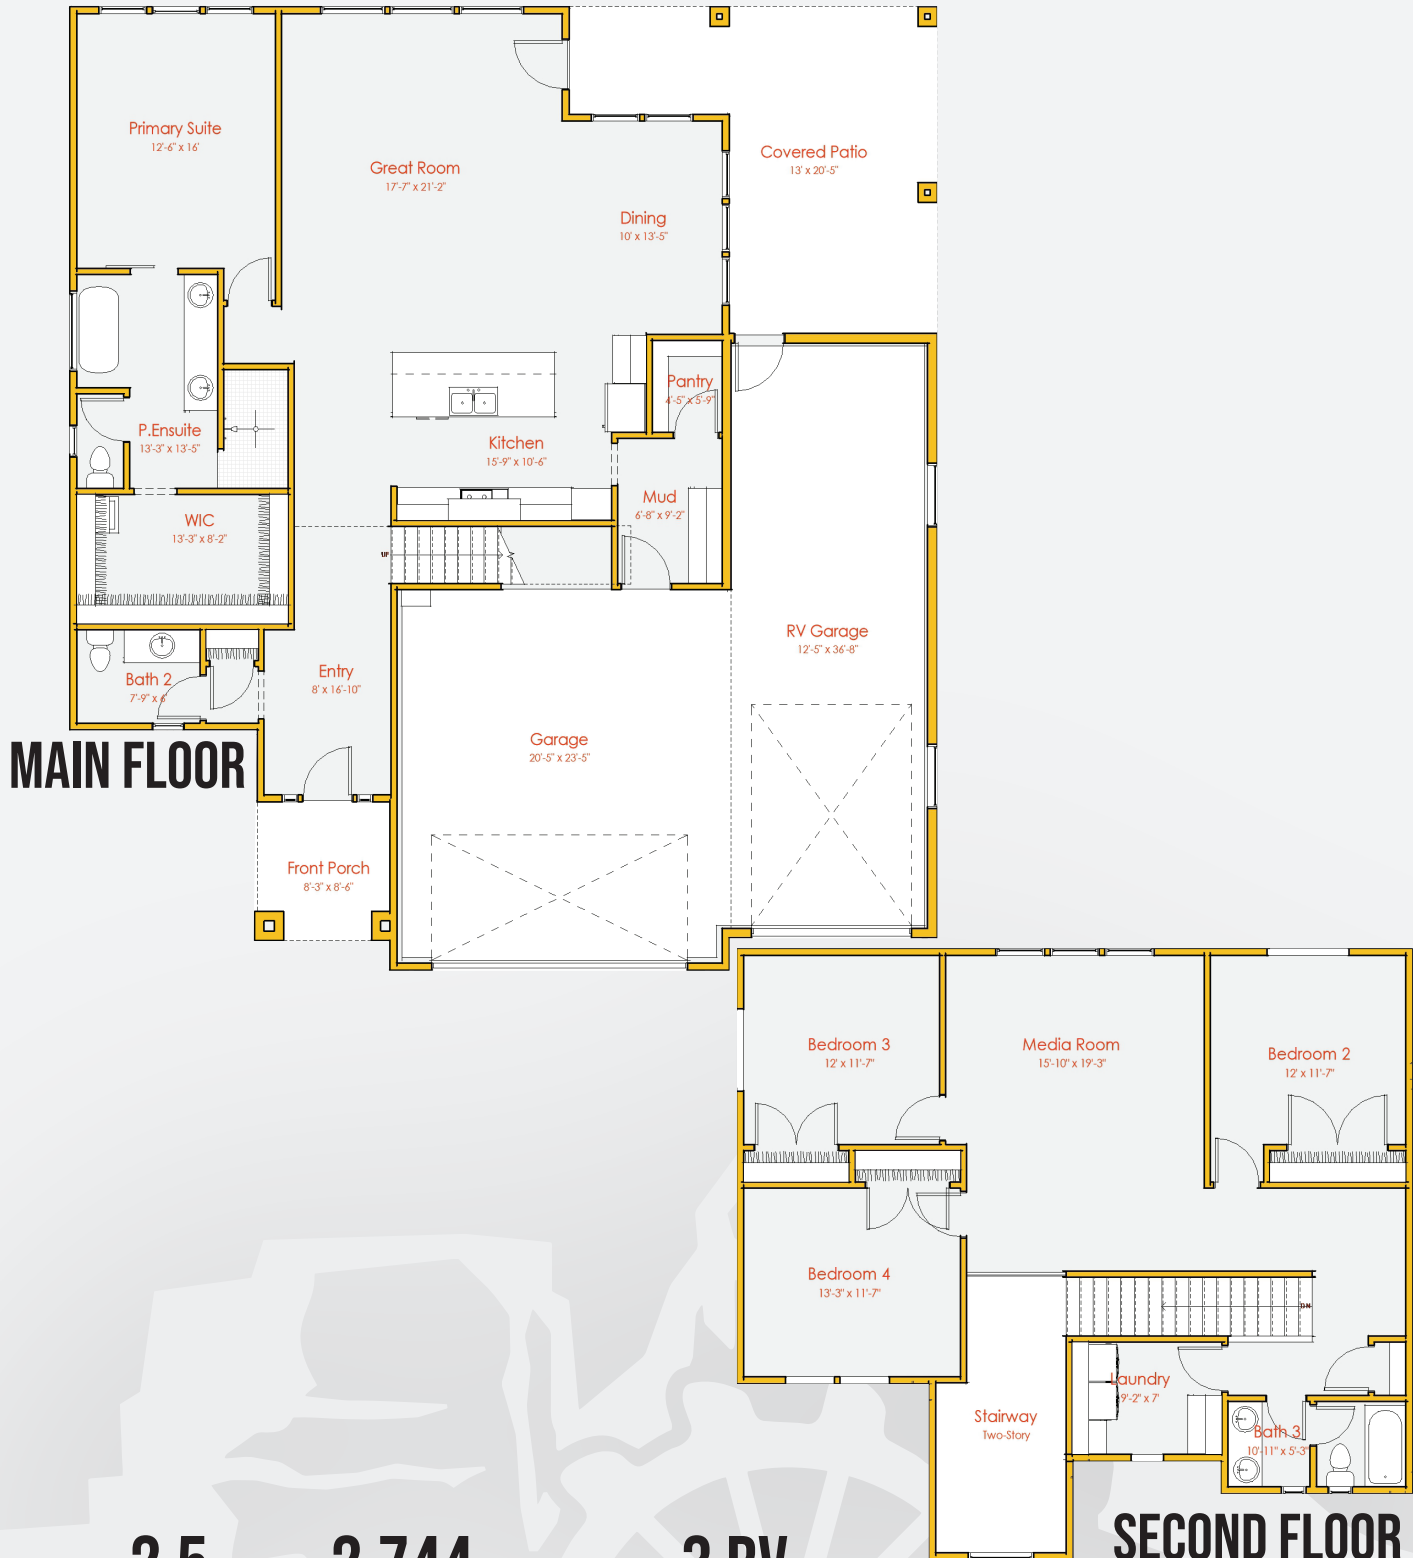 Primary Suite
12'-6" x 16'
Great Room
17'-7" x 21'-2"
Covered Patio
13' x 20'-5"
Dining
10' x 13'-5"
Pantry
4'-5" x 5'-9"
P.Ensuite
13'-3" x 13'-5"
Kitchen
15'-9" x 10'-6"
Mud
6'-8" x 9'-2"
WIC
13'-3" x 8'-2"
UP
RV Garage
12'-5" x 36'-8"
Entry
8' x 16'-10"
Bath 2
7'-9" x 6'
Garage
20'-5" x 23'-5"
MAIN FLOOR
Front Porch
8'-3" x 8'-6"
Bedroom 3
12' x 11'-7"
Media Room
15'-10" x 19'-3"
Bedroom 2
12' x 11'-7"
Bedroom 4
13'-3" x 11'-7"
DN
Laundry
9'-2" x 7'
Stairway
Two-Story
Bath 3
10'-11" x 5'-3"
SECOND FLOOR